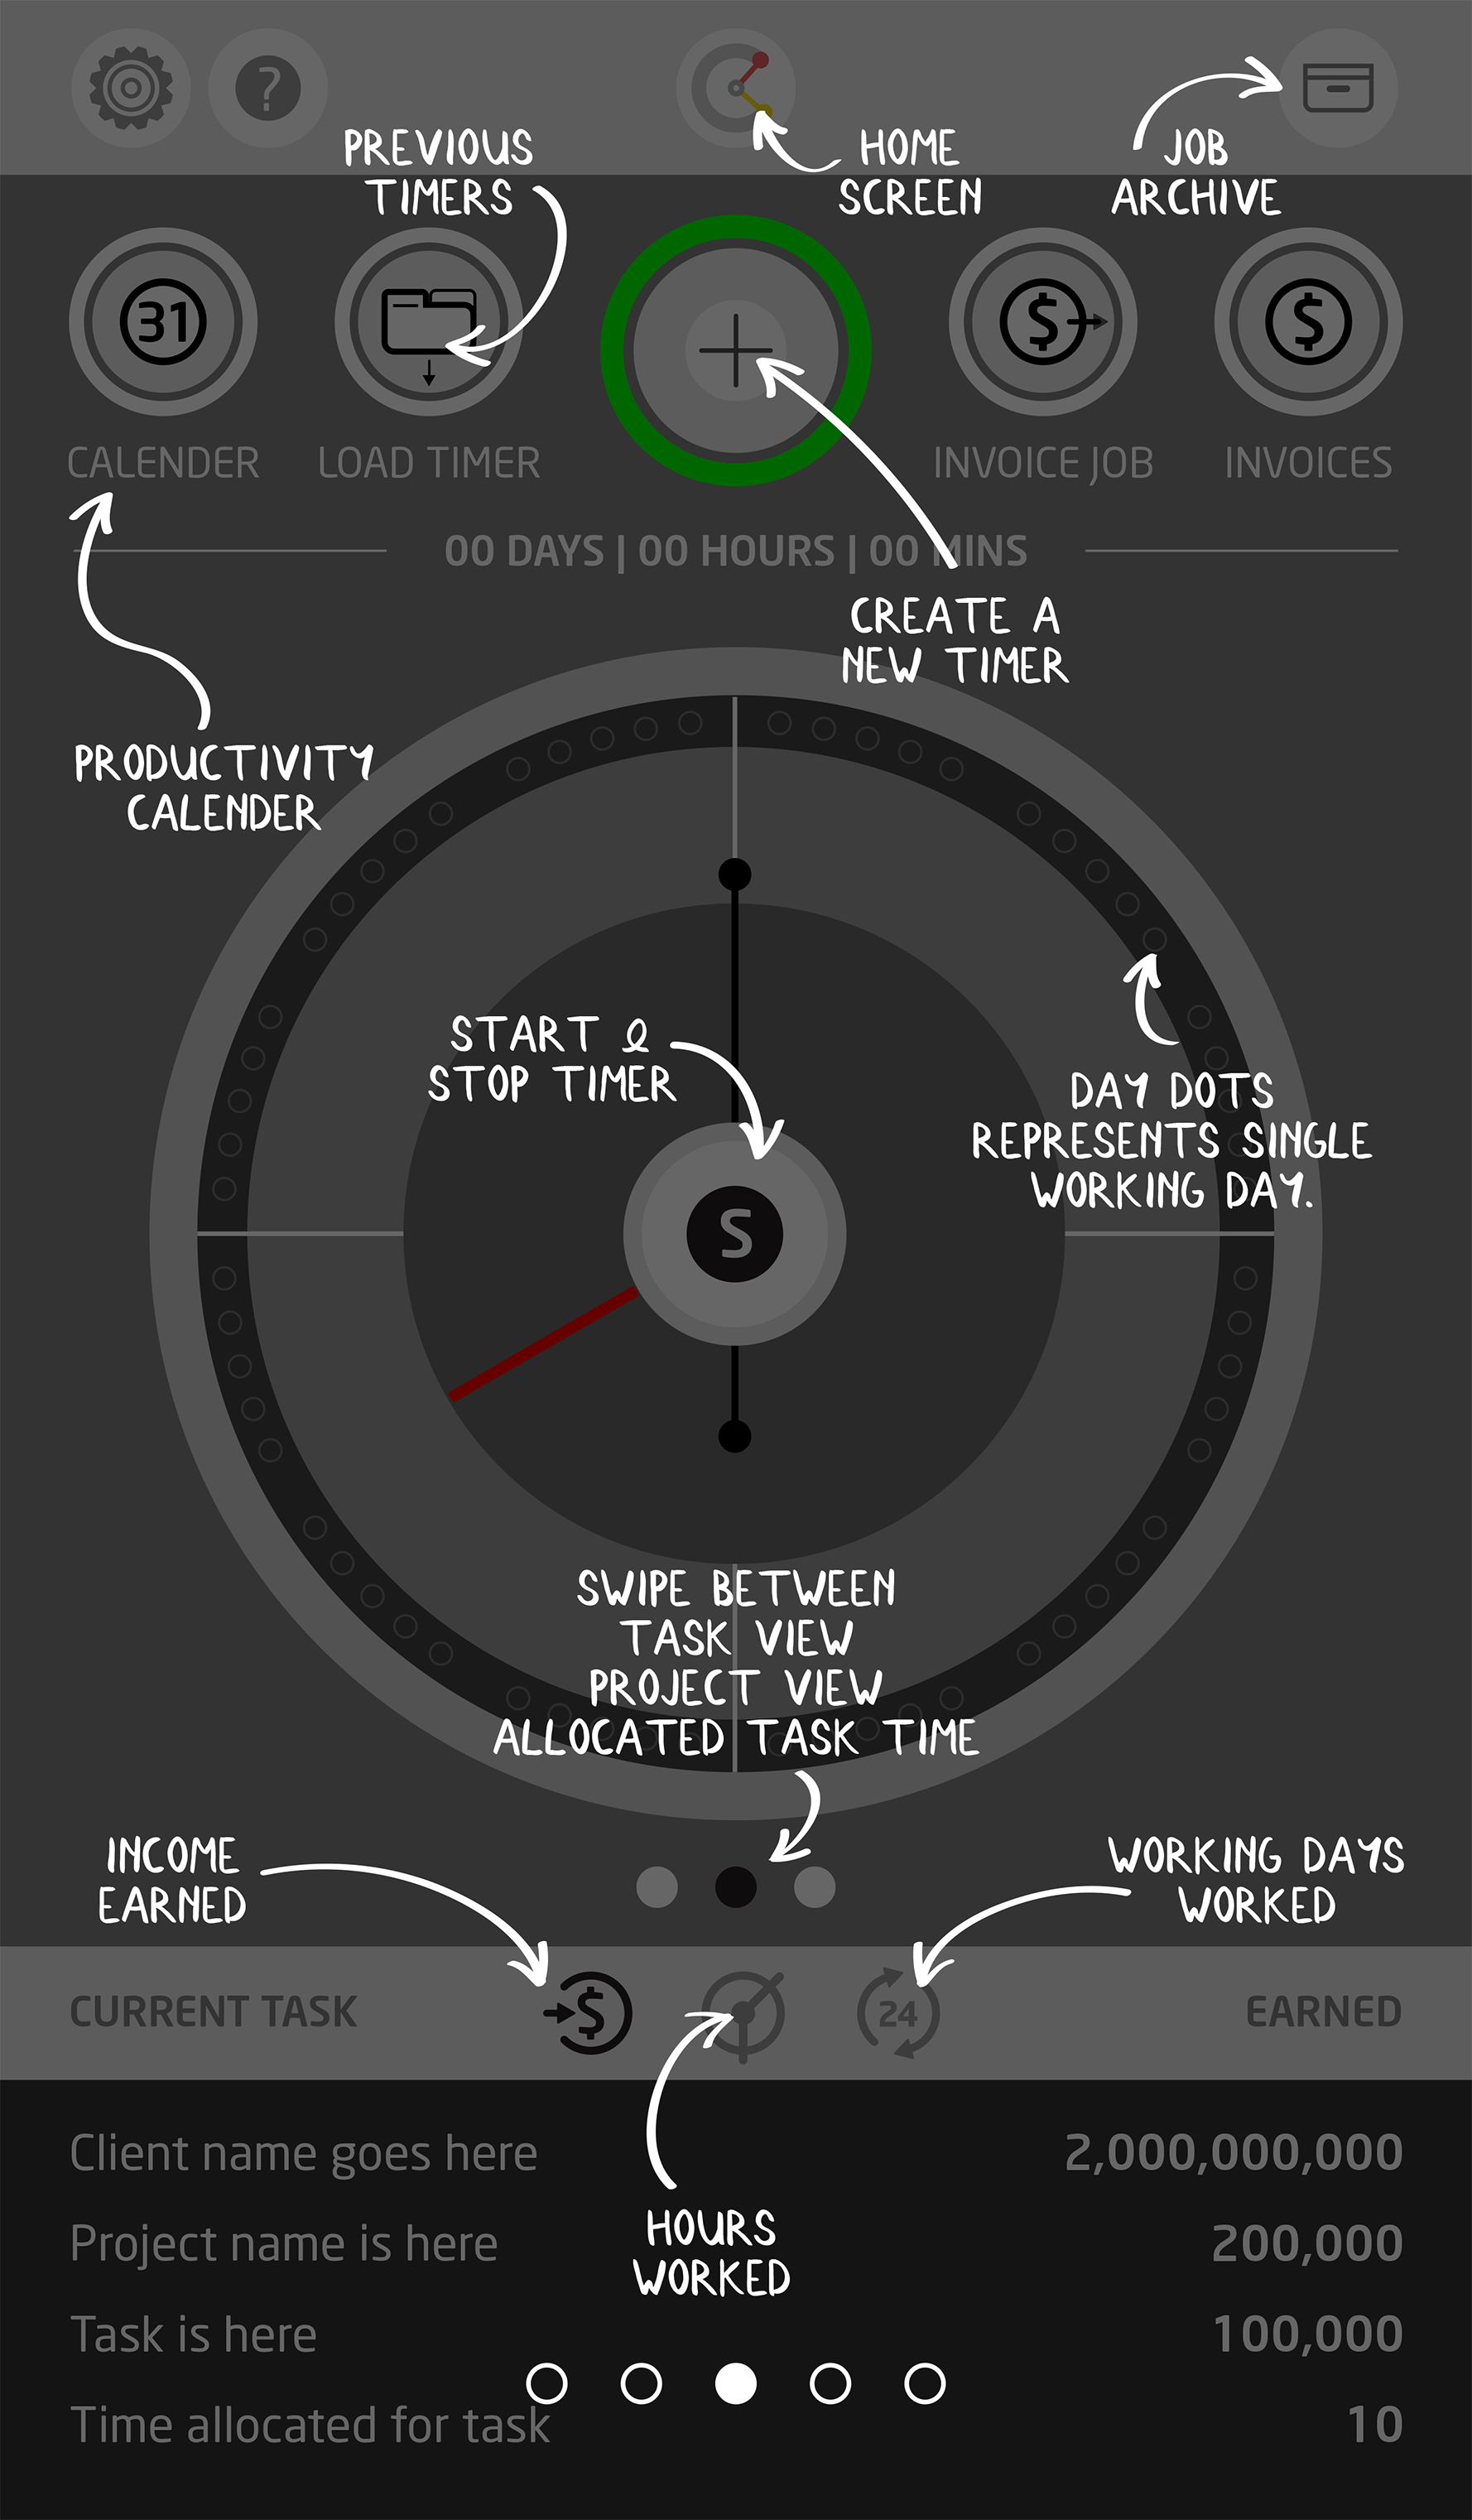 ?
PREVIOUS
TIMERS
HOME
SCREEN
JOB
ARCHIVE
31
$
$
CALENDER
LOAD TIMER
INVOICE JOB
INVOICES
00 DAYS | 00 HOURS | 00 MINS
CREATE A
NEW TIMER
PRODUCTIVITY
CALENDER
START &
STOP TIMER
DAY DOTS
REPRESENTS SINGLE
WORKING DAY.
S
SWIPE BETWEEN
TASK VIEW
PROJECT VIEW
ALLOCATED TASK TIME
INCOME
EARNED
WORKING DAYS
WORKED
CURRENT TASK
$
24
EARNED
Client name goes here
2,000,000,000
Project name is here
200,000
HOURS
WORKED
Task is here
100,000
Time allocated for task
10